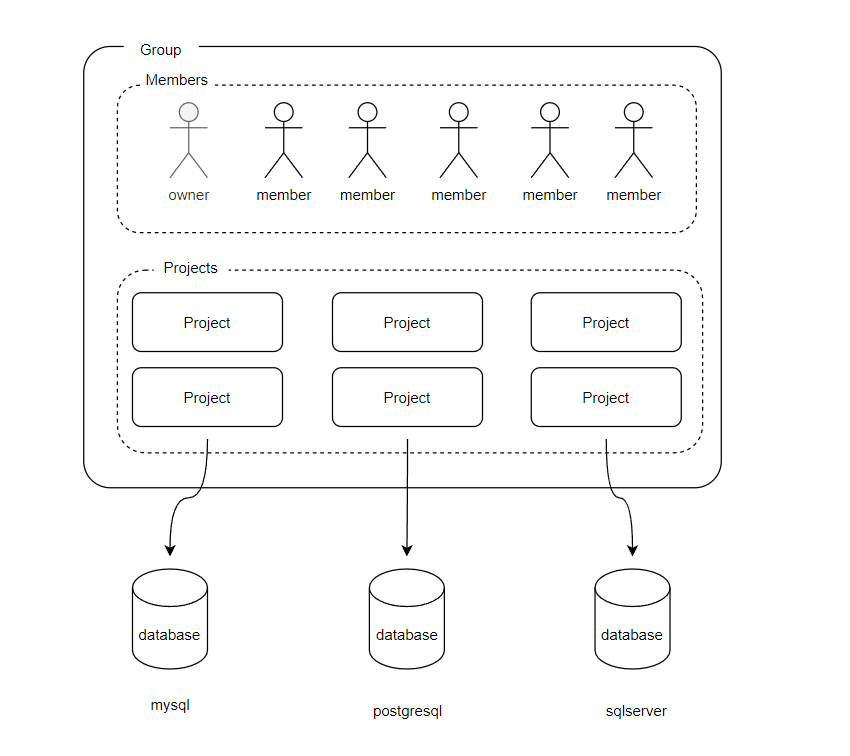 Group
Members
owner
member
member
member
member
member
Projects
Project
Project
Project
Project
Project
Project
database
database
database
mysql
postgresql
sqlserver